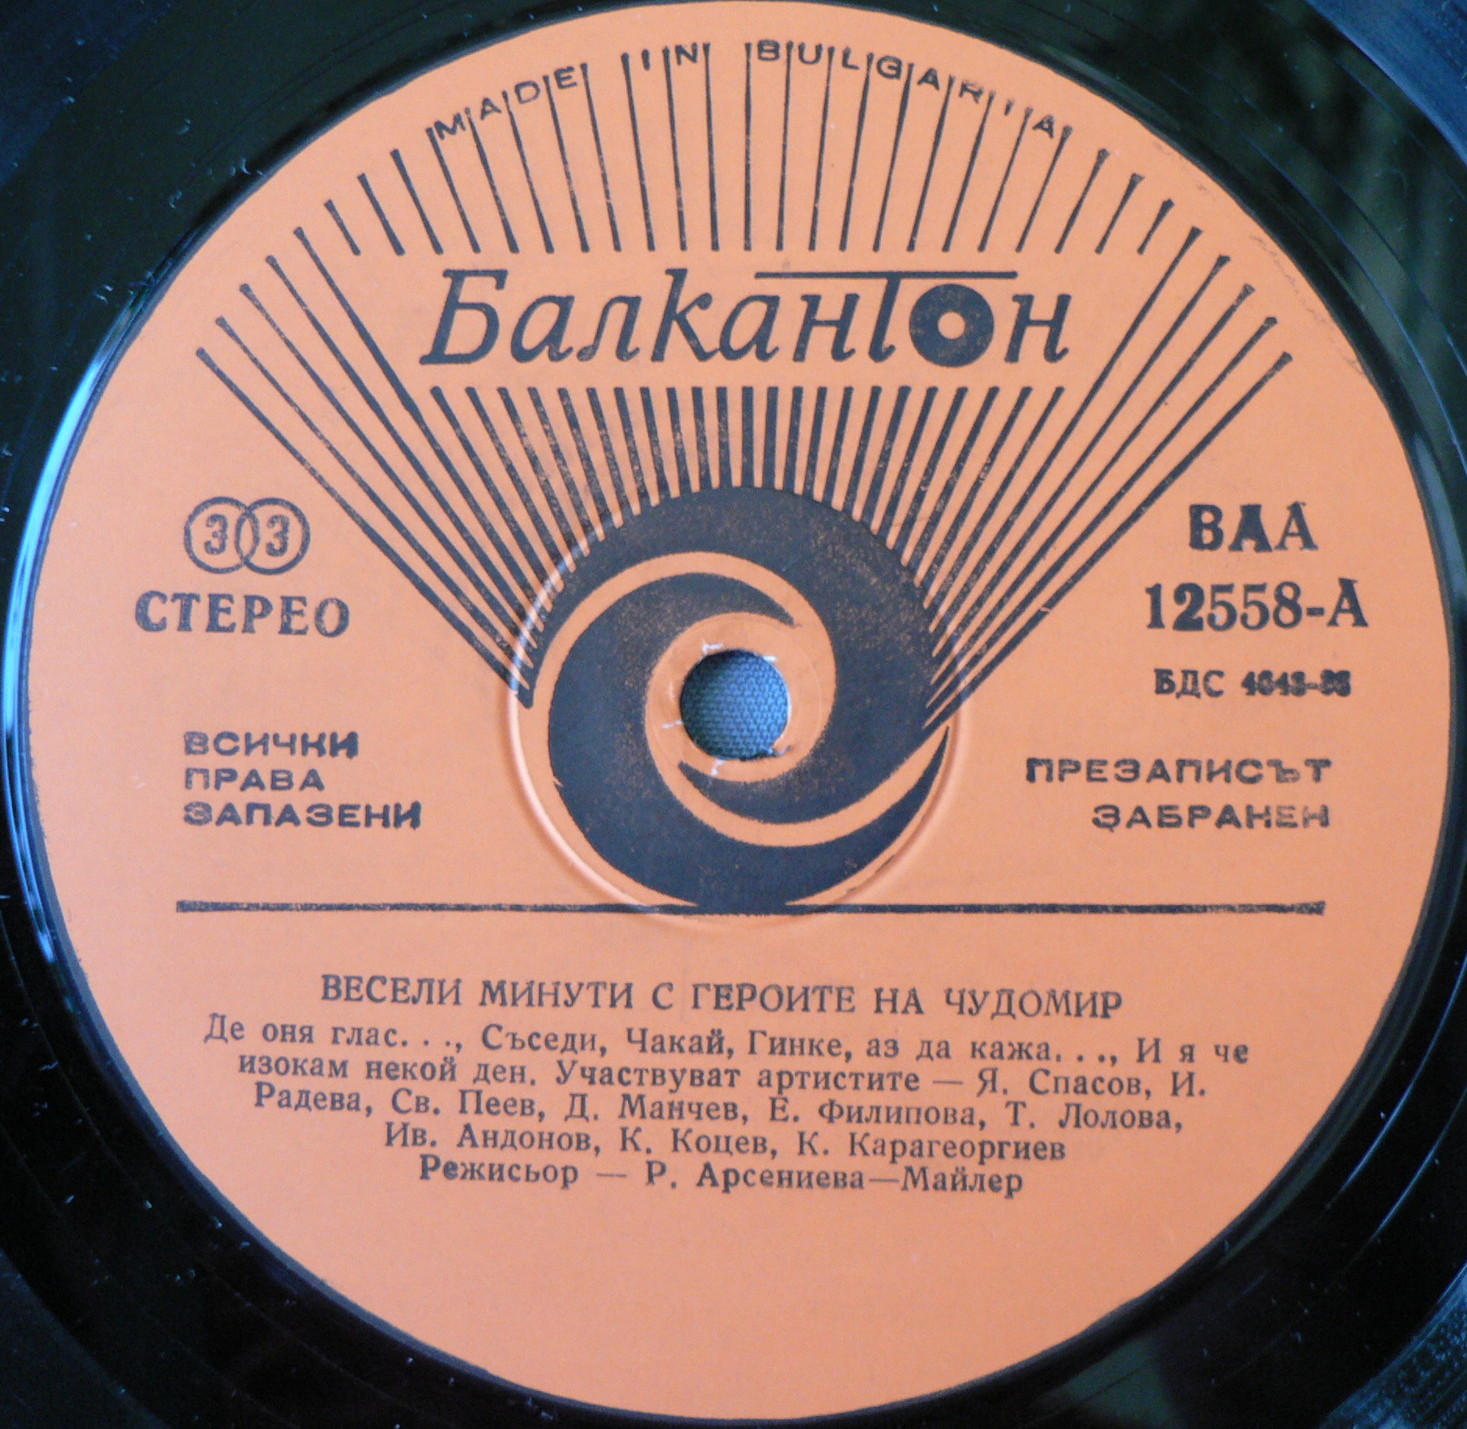 MADE IN BULGARIA
Балкантон
33
СТЕРЕО
ВАА
12558-А
БДС
ВСИЧКИ
ПРАВА
ЗАПАЗЕНИ
ПРЕЗАПИСЪТ
ЗАБРАНЕН
ВЕСЕЛИ МИНУТИ С ГЕРОИТЕ НА ЧУДОМИР
Де оня глас. . ., Съседи, Чакай, Гинке, аз да кажа. . ., И я че
изокам некой ден. Участвуват артистите — Я. Спасов, И.
Радева, Св. Пеев, Д. Манчев, Е. Филипова, Т. Лолова,
Ив. Андонов, К. Коцев, К. Карагеоргиев
Режисьор — Р. Арсениева—Майлер